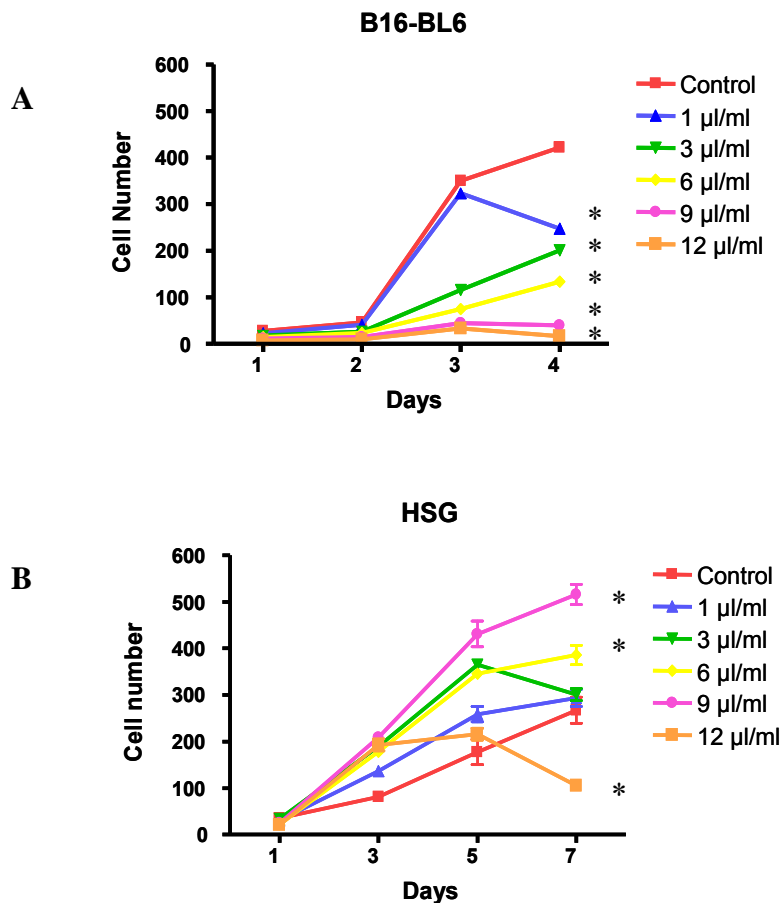 B16-BL6
A
600
500
400
300
200
100
0
Cell Number
1 2 3 4
Days
Control
1 µl/ml
3 µl/ml
6 µl/ml
9 µl/ml
12 µl/ml
*
*
*
*
*
HSG
B
600
500
400
300
200
100
0
Cell number
1 3 5 7
Days
Control
1 µl/ml
3 µl/ml
6 µl/ml
9 µl/ml
12 µl/ml
*
*
*